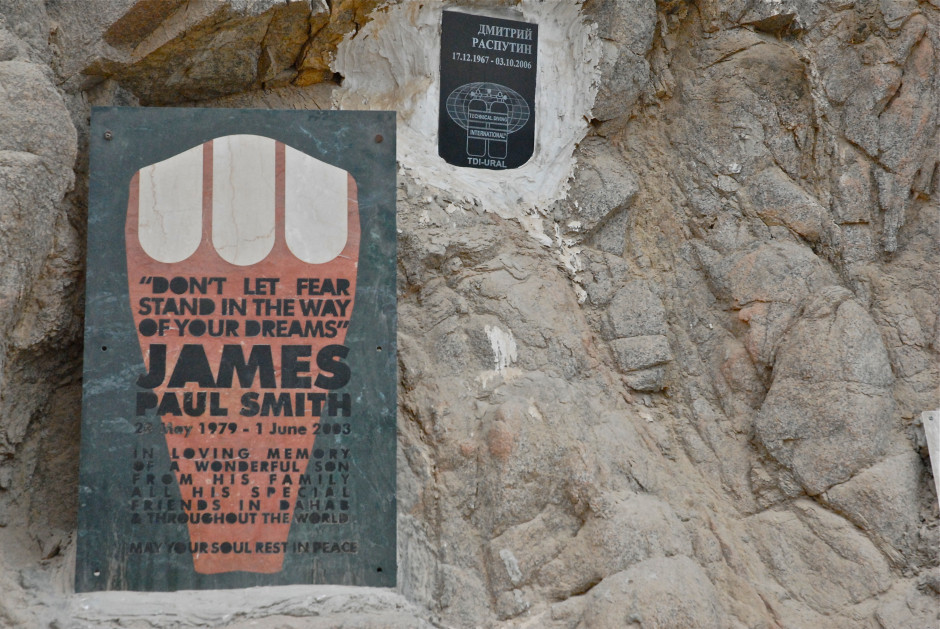 ДМИТРИЙ
РАСПУТИН
17.12.1967 - 03.10.2006
TECHNICAL DIVING
INTERNATIONAL
TDI-URAL
"DON'T LET FEAR
STAND IN THE WAY
OF YOUR DREAMS"
JAMES
PAUL SMITH
May 1979 - 1 June 2003
IN LOVING MEMORY
OF A WONDERFUL SON
FROM HIS FAMILY
ALL HIS SPECIAL
FRIENDS IN DAHAB
& THROUGHOUT THE WORLD
MAY YOUR SOUL REST IN PEACE